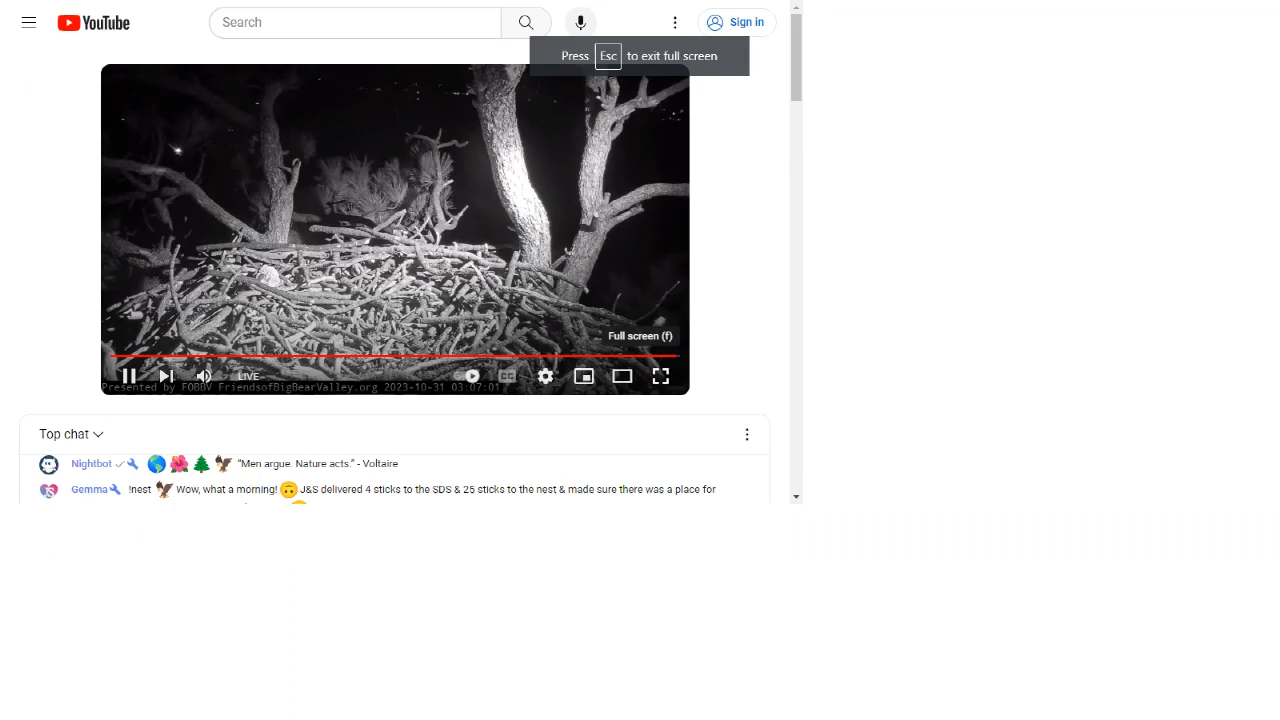 YouTube
Search
Sign in
Press Esc to exit full screen
Full screen (f)
LIVE
CC
Presented by FOBBV FriendsofBigBearValley.org 2023-10-31 03:07:01
Top chat
Nightbot "Men argue. Nature acts." - Voltaire
Gemma !nest Wow, what a morning! J&S delivered 4 sticks to the SDS & 25 sticks to the nest & made sure there was a place for